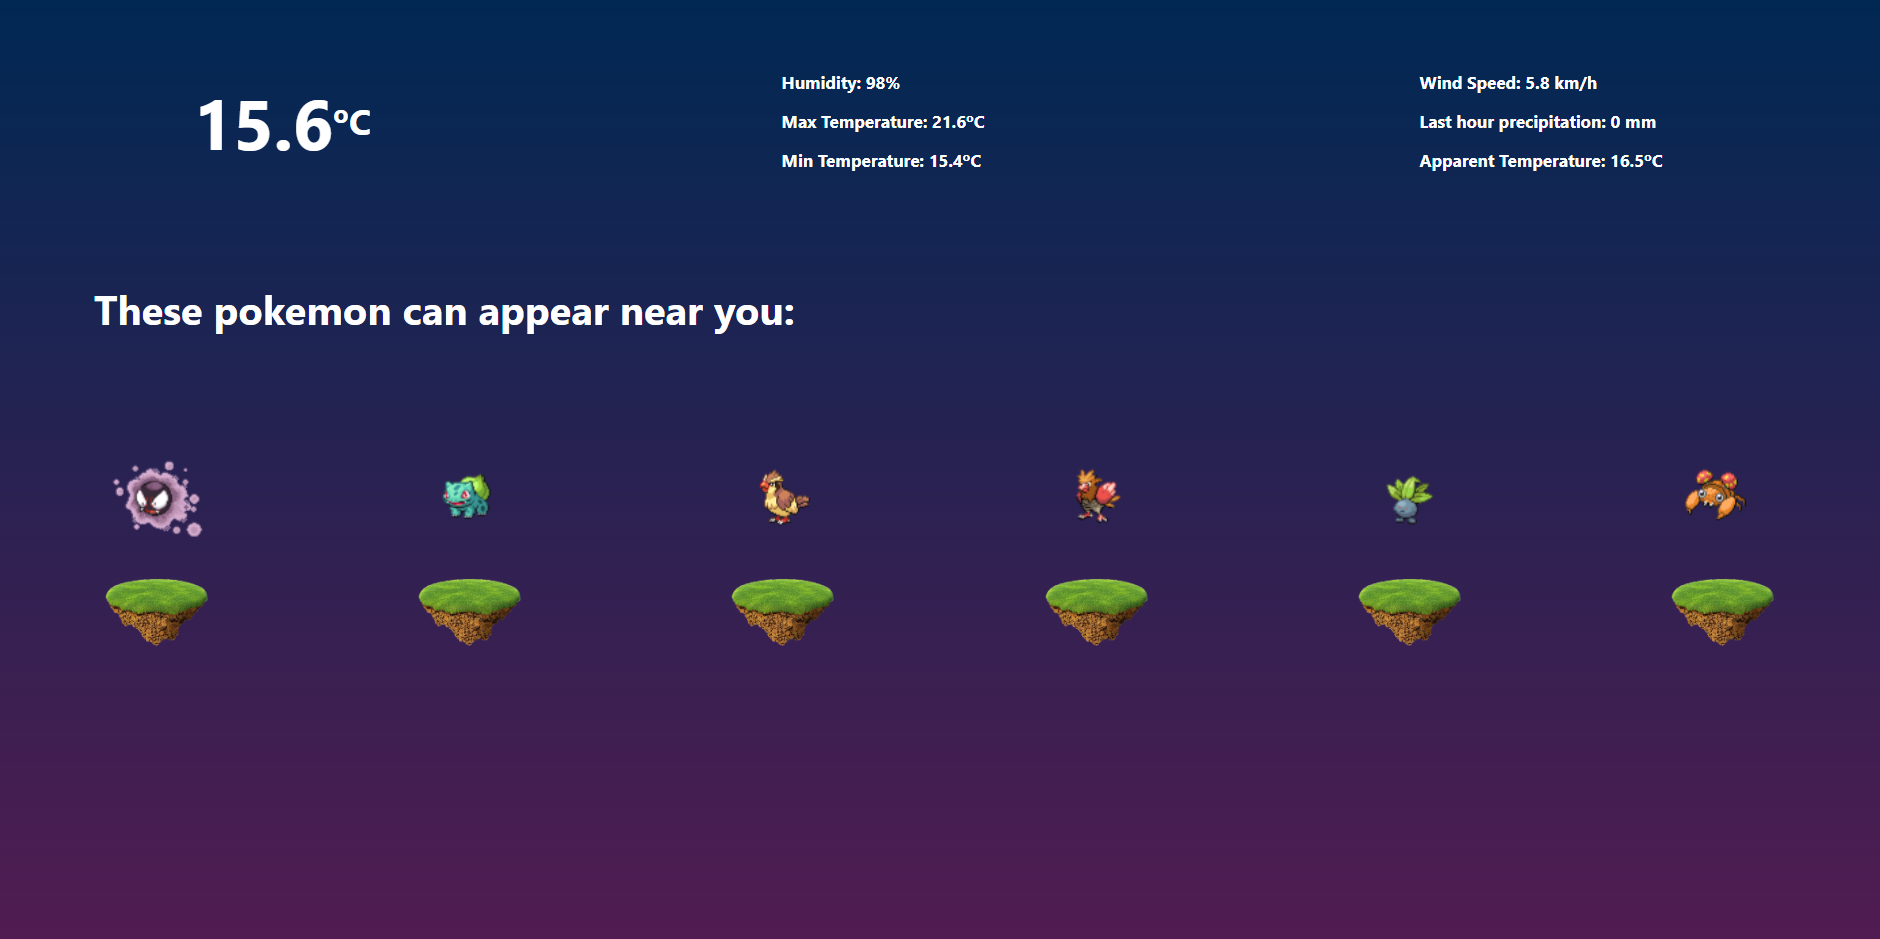 15.6ºC
Humidity: 98%
Max Temperature: 21.6ºC
Min Temperature: 15.4ºC
Wind Speed: 5.8 km/h
Last hour precipitation: 0 mm
Apparent Temperature: 16.5ºC
These pokemon can appear near you: